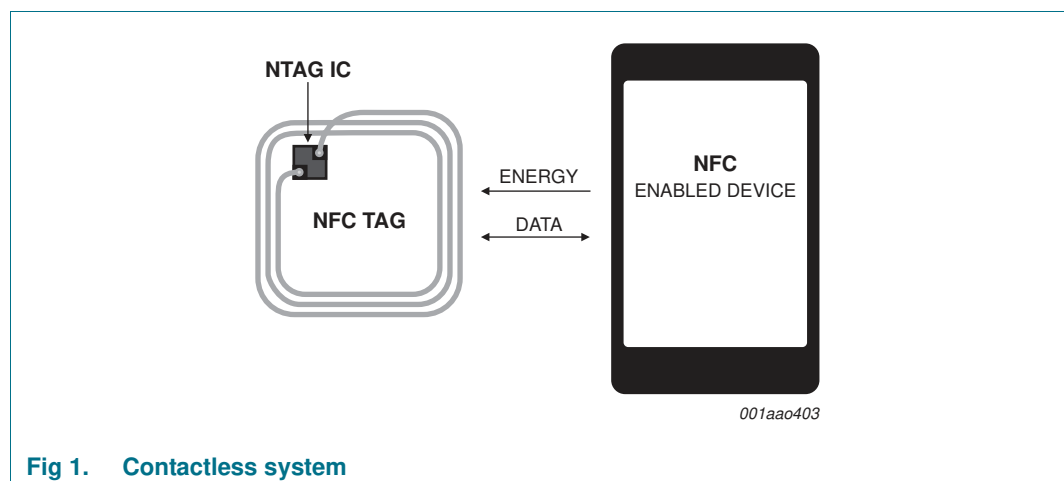 NTAG IC
NFC TAG
ENERGY
DATA
NFC
ENABLED DEVICE
001aao403
Fig 1. Contactless system